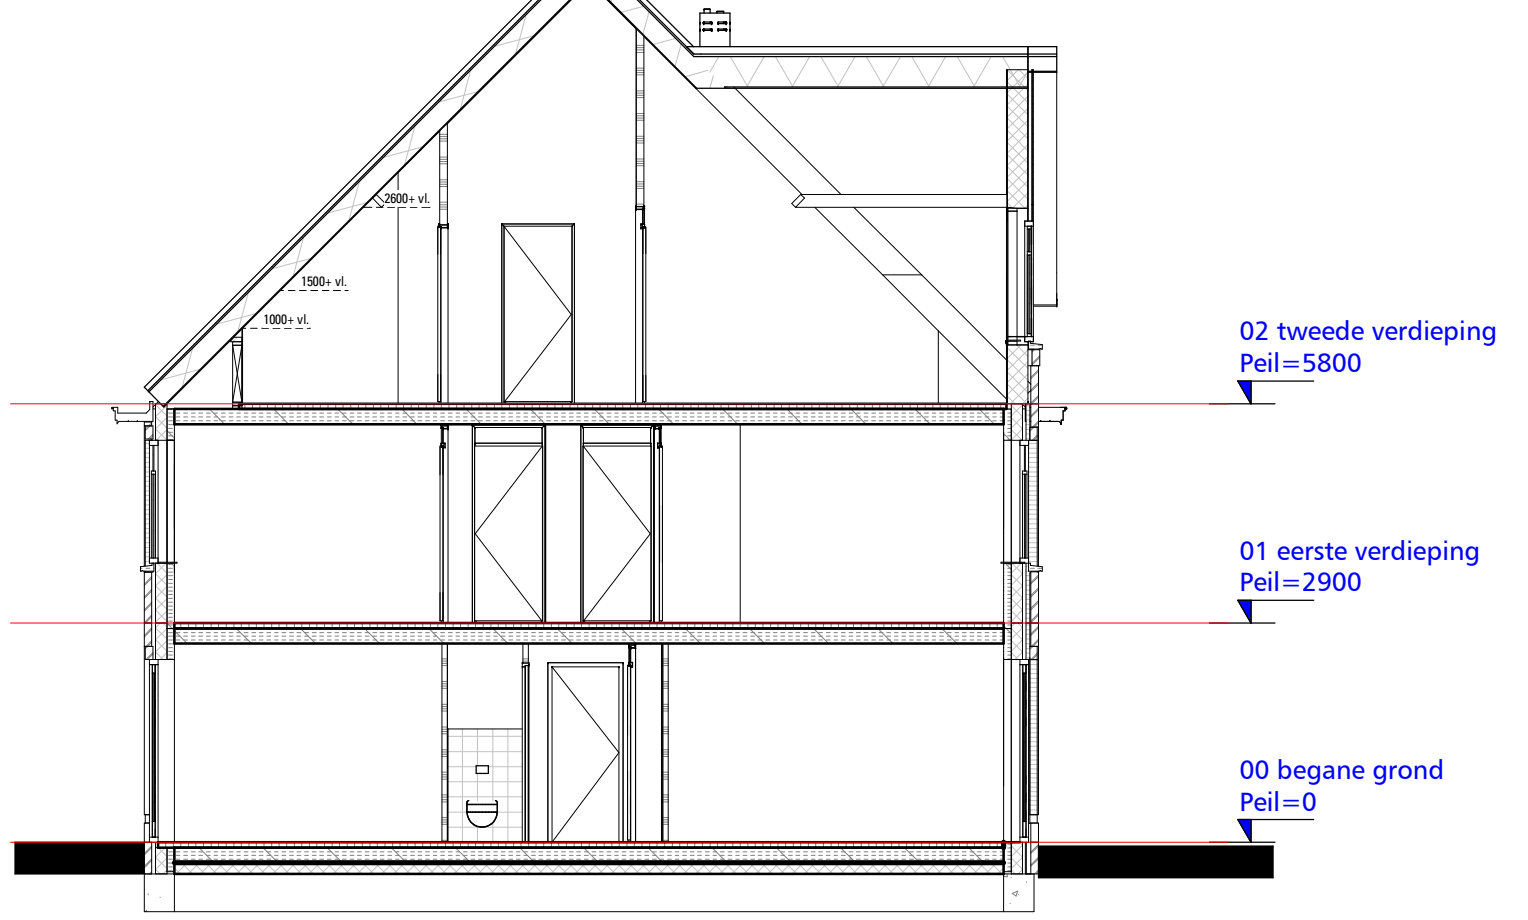 2600+ vl.
1500+ vl.
1000+ vl.
02 tweede verdieping
Peil=5800
01 eerste verdieping
Peil=2900
00 begane grond
Peil=0